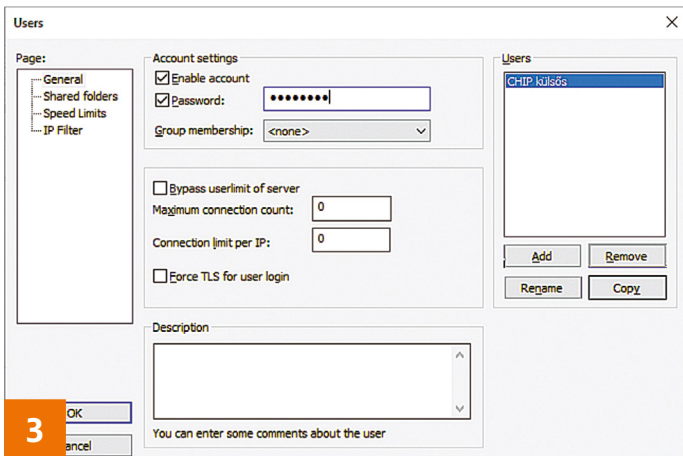 Users
Page:
General
Shared folders
Speed Limits
IP Filter
OK
ancel
3
Account settings
Enable account
Password:
Group membership:
<none>
Bypass userlimit of server
Maximum connection count:
0
Connection limit per IP:
0
Force TLS for user login
Description
You can enter some comments about the user
Users
CHIP külsős
Add
Remove
Rename
Copy